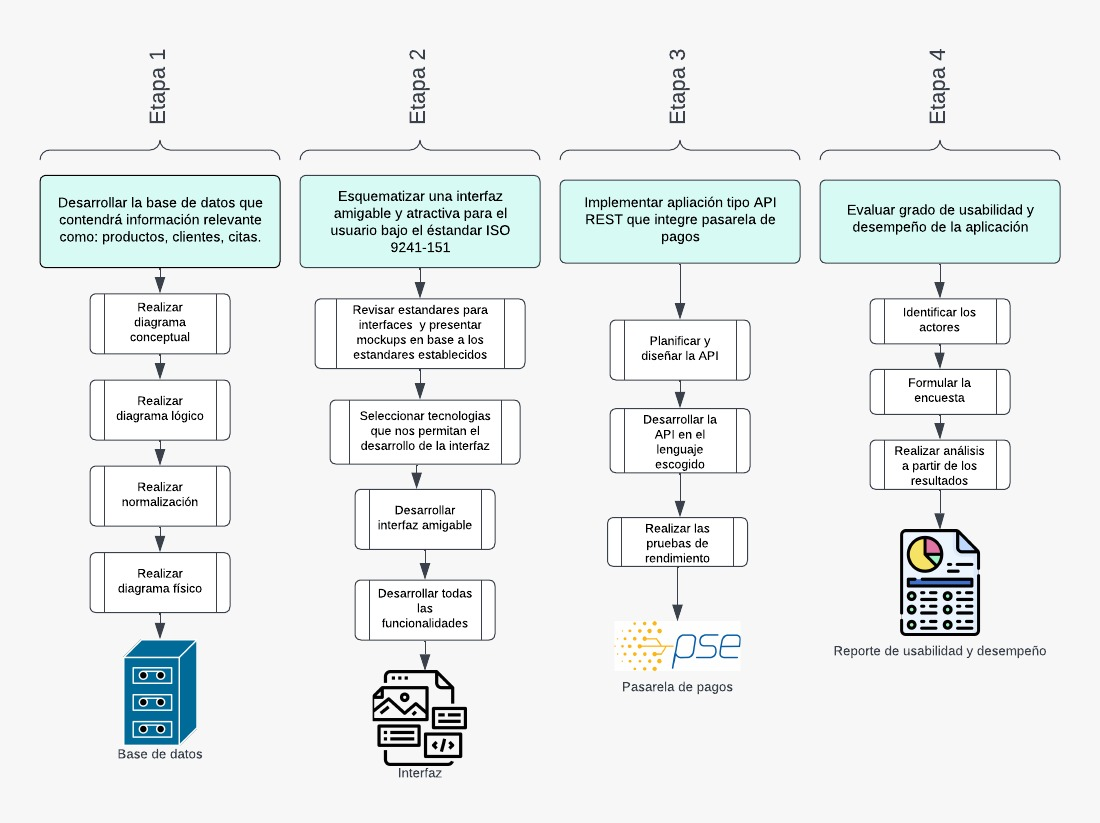 Etapa 1
Desarrollar la base de datos que
contendrá información relevante
como: productos, clientes, citas.
Realizar
diagrama
conceptual
Realizar
diagrama lógico
Realizar
normalización
Realizar
diagrama físico
Base de datos
Etapa 2
Esquematizar una interfaz
amigable y atractiva para el
usuario bajo el éstandar ISO
9241-151
Revisar estandares para
interfaces y presentar
mockups en base a los
estandares establecidos
Seleccionar tecnologias
que nos permitan el
desarrollo de la interfaz
Desarrollar
interfaz amigable
Desarrollar todas
las
funcionalidades
</>
Interfaz
Etapa 3
Implementar apliación tipo API
REST que integre pasarela de
pagos
Planificar y
diseñar la API
Desarrollar la
API en el
lenguaje
escogido
Realizar las
pruebas de
rendimiento
pse
Pasarela de pagos
Etapa 4
Evaluar grado de usabilidad y
desempeño de la aplicación
Identificar los
actores
Formular la
encuesta
Realizar análisis
a partir de los
resultados
Reporte de usabilidad y desempeño